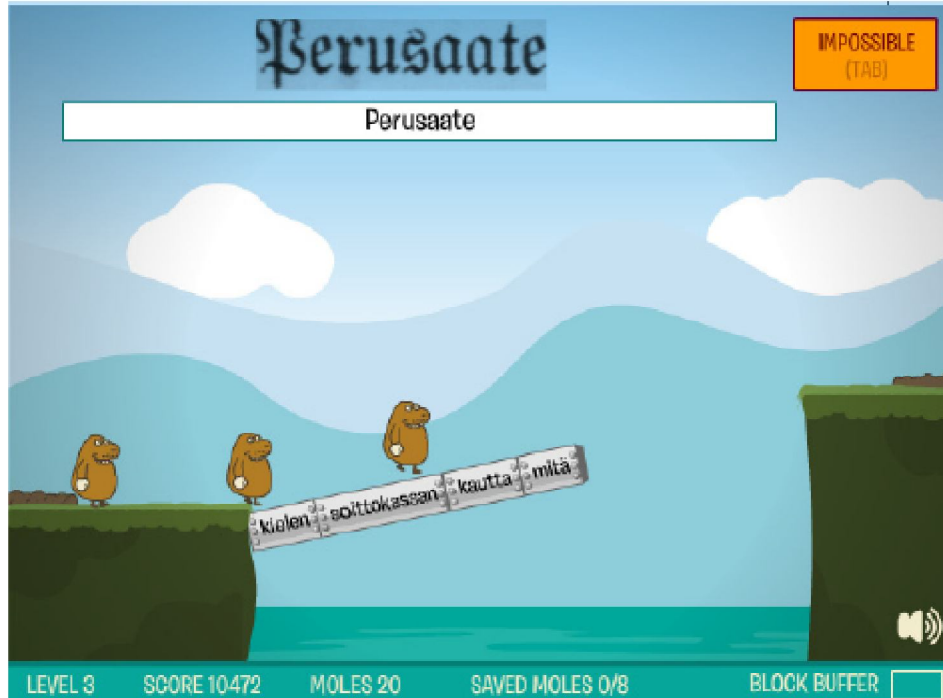 Perusaate
IMPOSSIBLE
(TAB)
Perusaate
kielen soittokassan kautta mitä
LEVEL 3 SCORE 10472 MOLES 20 SAVED MOLES 0/8 BLOCK BUFFER